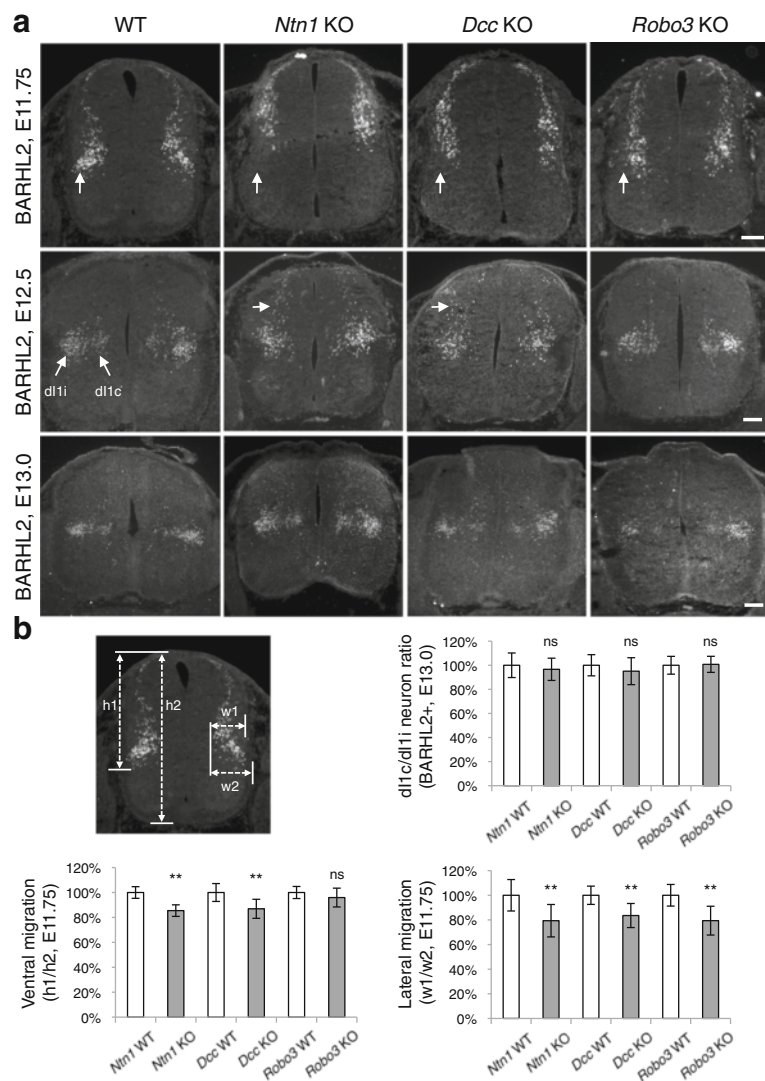 a
WT
Ntn1 KO
Dcc KO
Robo3 KO
BARHL2, E11.75
BARHL2, E12.5
dI1i
dI1c
BARHL2, E13.0
b
h1
h2
w1
w2
dI1c/dI1i neuron ratio
(BARHL2+, E13.0)
120%
100%
80%
60%
40%
20%
0%
ns
ns
ns
Ntn1 WT
Ntn1 KO
Dcc WT
Dcc KO
Robo3 WT
Robo3 KO
Ventral migration
(h1/h2, E11.75)
120%
100%
80%
60%
40%
20%
0%
**
**
ns
Ntn1 WT
Ntn1 KO
Dcc WT
Dcc KO
Robo3 WT
Robo3 KO
Lateral migration
(w1/w2, E11.75)
120%
100%
80%
60%
40%
20%
0%
**
**
**
Ntn1 WT
Ntn1 KO
Dcc WT
Dcc KO
Robo3 WT
Robo3 KO